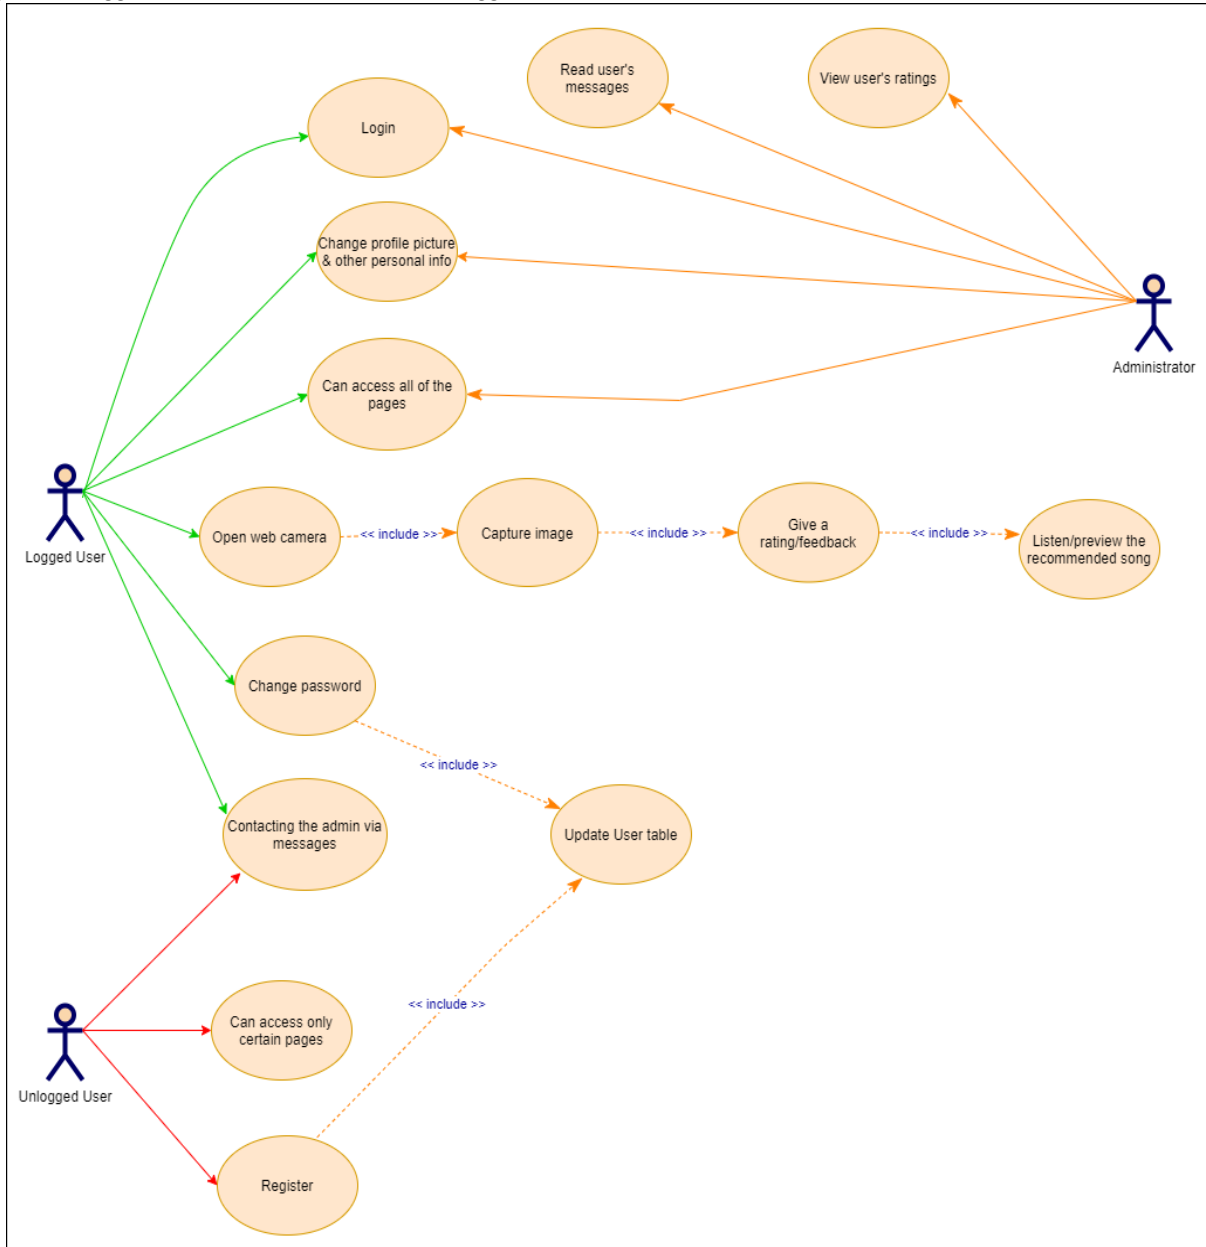 Read user's
messages
View user's ratings
Login
Change profile picture
& other personal info
Administrator
Can access all of the
pages
Open web camera
<< include >>
Capture image
<< include >>
Give a
rating/feedback
<< include >>
Listen/preview the
recommended song
Logged User
Change password
<< include >>
Contacting the admin via
messages
Update User table
<< include >>
Can access only
certain pages
Unlogged User
Register